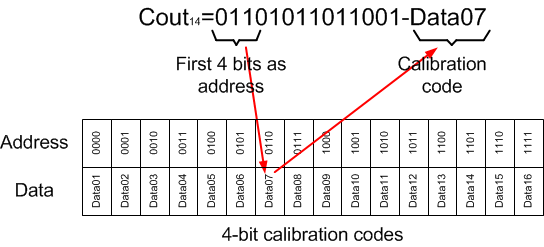 Cout14=01101011011001-Data07
First 4 bits as address
Calibration code
Address 0000 0001 0010 0011 0100 0101 0110 0111 1000 1001 1010 1011 1100 1101 1110 1111
Data Data01 Data02 Data03 Data04 Data05 Data06 Data07 Data08 Data09 Data10 Data11 Data12 Data13 Data14 Data15 Data16
4-bit calibration codes